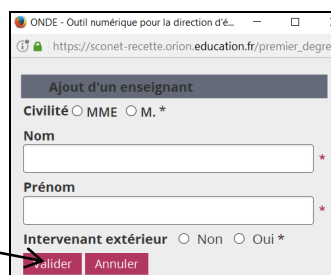 ONDE - Outil numérique pour la direction d'é...
https://sconet-recette.orion.education.fr/premier_degre
Ajout d'un enseignant
Civilité MME M. *
Nom
*
Prénom
*
Intervenant extérieur Non Oui *
Valider Annuler